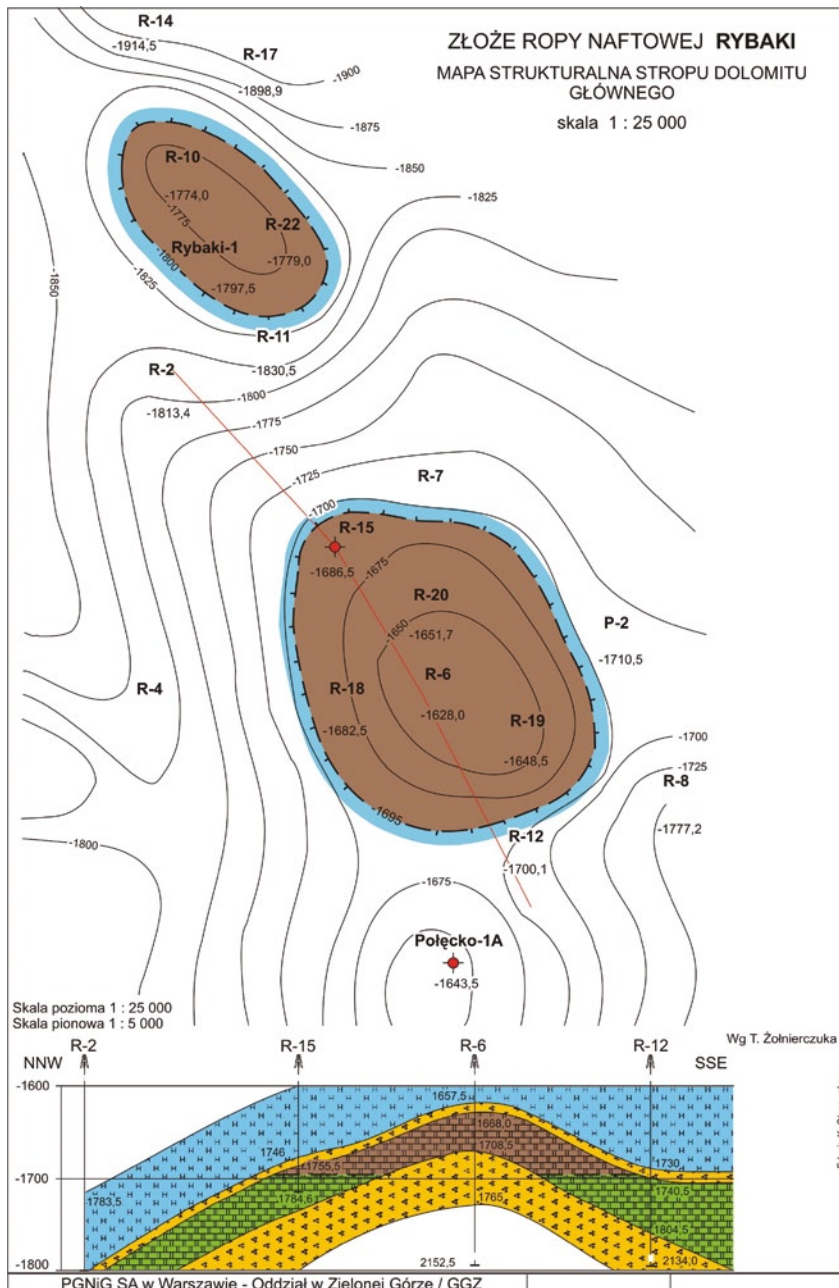 R-14
-1914,5
R-17
-1898,9
-1900
-1875
-1850
-1825
ZŁOŻE ROPY NAFTOWEJ RYBAKI
MAPA STRUKTURALNA STROPU DOLOMITU
GŁÓWNEGO
skala 1 : 25 000
R-10
-1774,0
-1775
R-22
-1779,0
Rybaki-1
-1800
-1797,5
-1825
-1850
R-11
-1830,5
R-2
-1813,4
-1800
-1775
-1750
-1725
R-7
-1700
R-15
-1686,5
-1675
R-20
-1651,7
-1650
P-2
-1710,5
R-6
-1628,0
R-4
R-18
-1682,5
R-19
-1648,5
-1700
-1725
R-8
-1777,2
-1695
R-12
-1700,1
-1800
-1675
Połęcko-1A
-1643,5
Skala pozioma 1 : 25 000
Skala pionowa 1 : 5 000
Wg T. Żołnierczuka
R-2
R-15
R-6
R-12
NNW
SSE
-1600
-1700
-1800
1783,5
1746
1755,5
1784,6
1657,5
1668,0
1708,5
1765
2152,5
1730
1740,5
1804,5
2134,0
PGNiG SA w Warszawie - Oddział w Zielonej Górze / GGZ